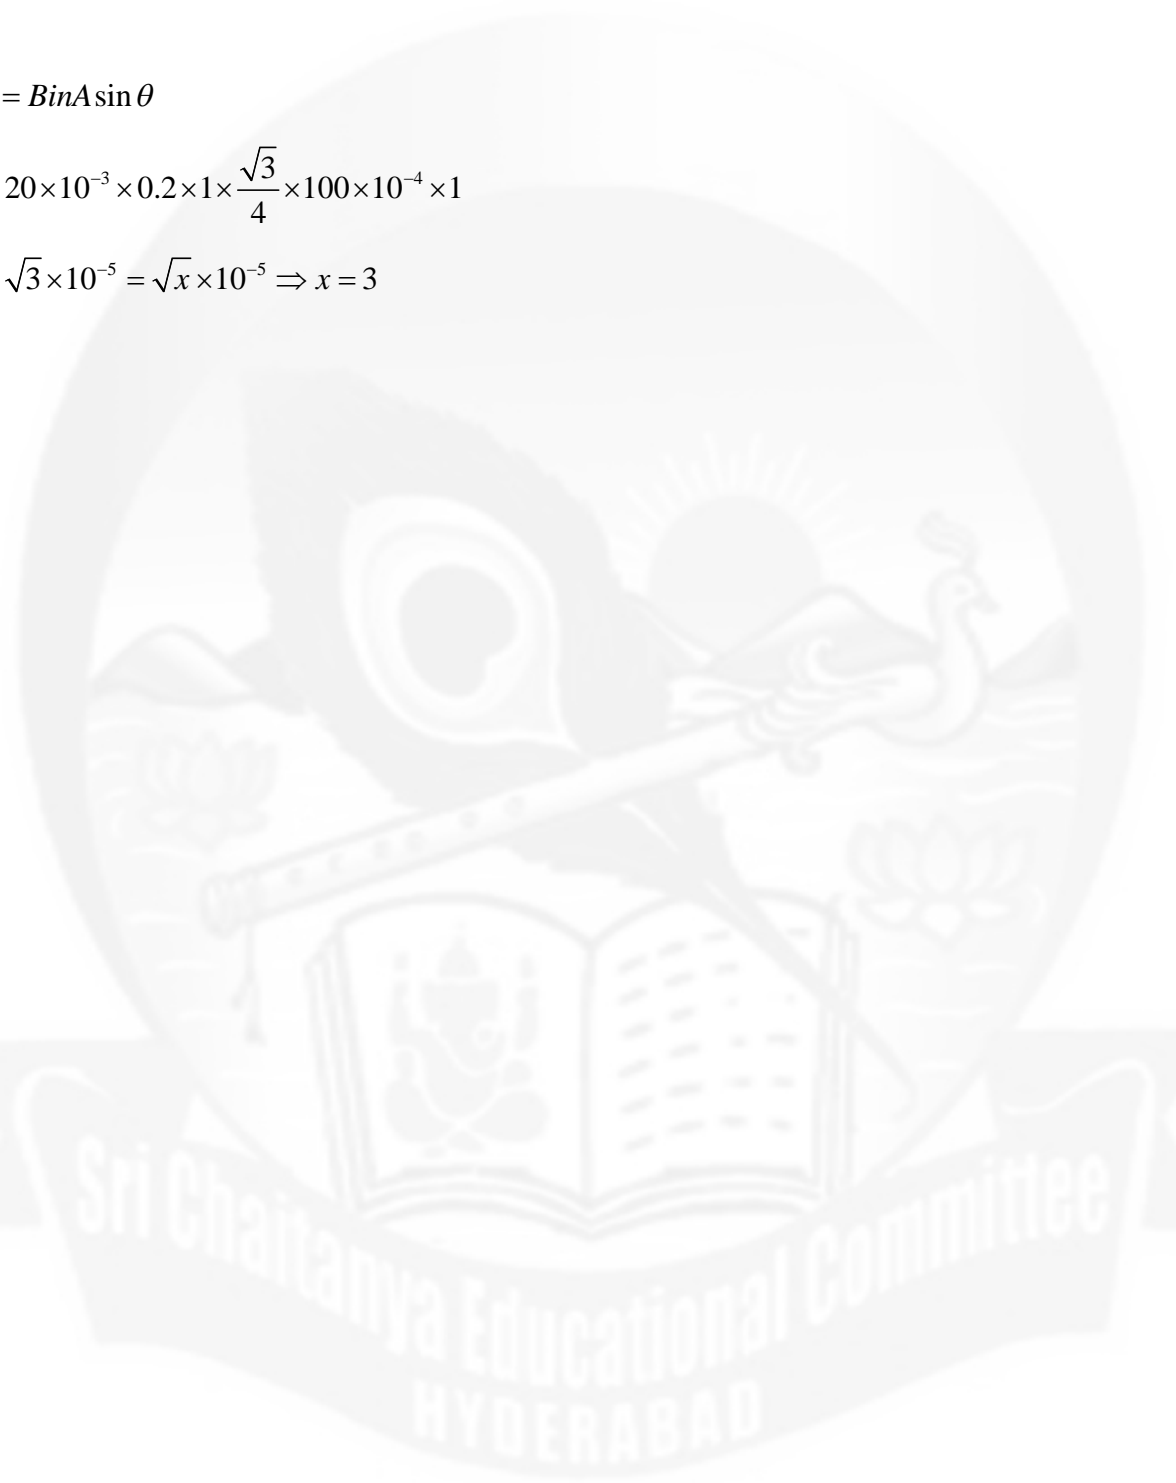 = BinA sin θ
20×10⁻³×0.2×1×√3/4×100×10⁻⁴×1
√3×10⁻⁵ = √x×10⁻⁵ ⇒ x = 3
Sri Chaitanya Educational Committee
HYDERABAD